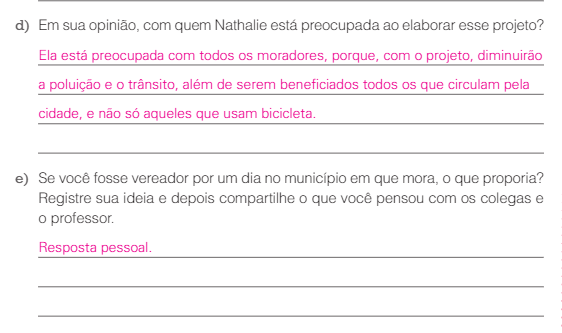 d) Em sua opinião, com quem Nathalie está preocupada ao elaborar esse projeto?
Ela está preocupada com todos os moradores, porque, com o projeto, diminuirão
a poluição e o trânsito, além de serem beneficiados todos os que circulam pela
cidade, e não só aqueles que usam bicicleta.
e) Se você fosse vereador por um dia no município em que mora, o que proporia?
Registre sua ideia e depois compartilhe o que você pensou com os colegas e
o professor.
Resposta pessoal.